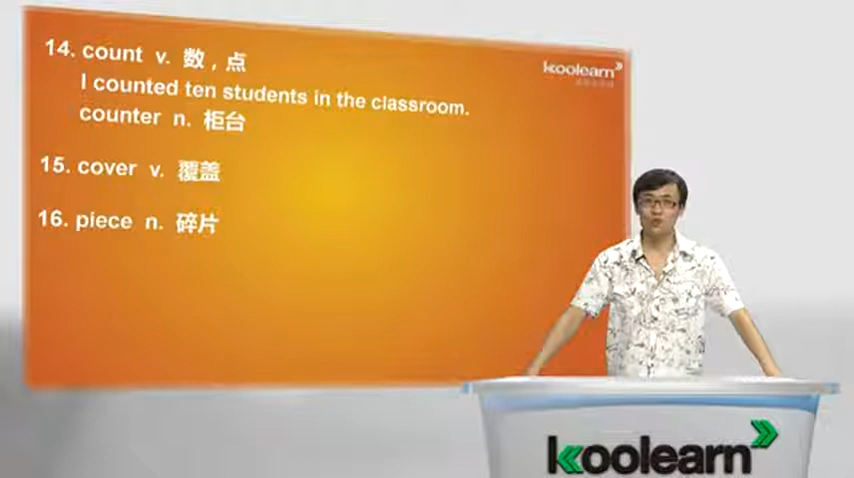 14. count v. 数，点
I counted ten students in the classroom.
counter n. 柜台
15. cover v. 覆盖
16. piece n. 碎片
koolearn
koolearn